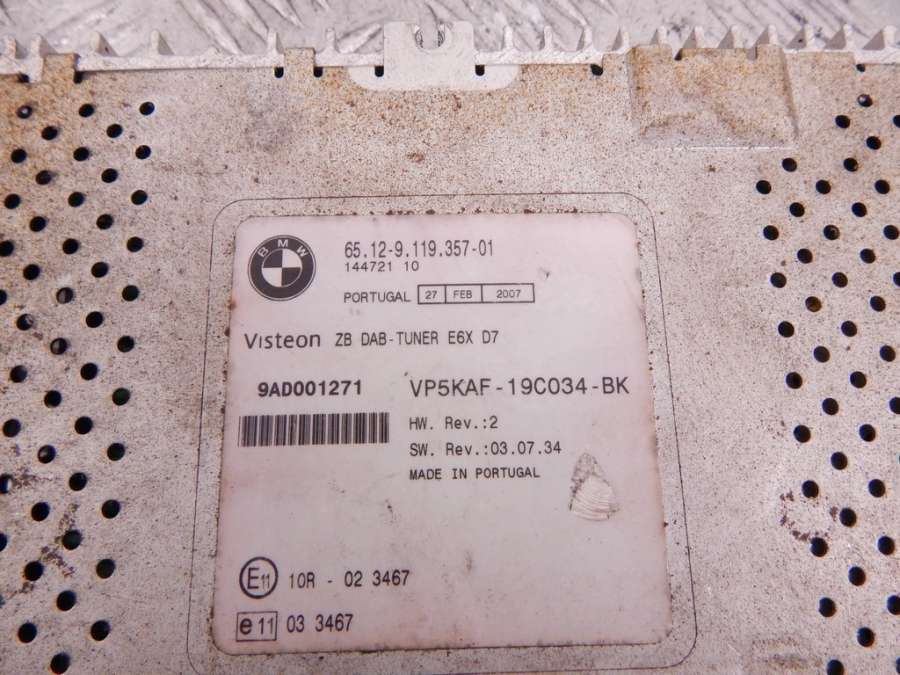 BMW
65.12-9.119.357-01
144721 10
PORTUGAL 27 FEB 2007
Visteon ZB DAB-TUNER E6X D7
9AD001271 VP5KAF-19C034-BK
HW. Rev.:2
SW. Rev.:03.07.34
MADE IN PORTUGAL
E11 10R - 02 3467
e11 03 3467